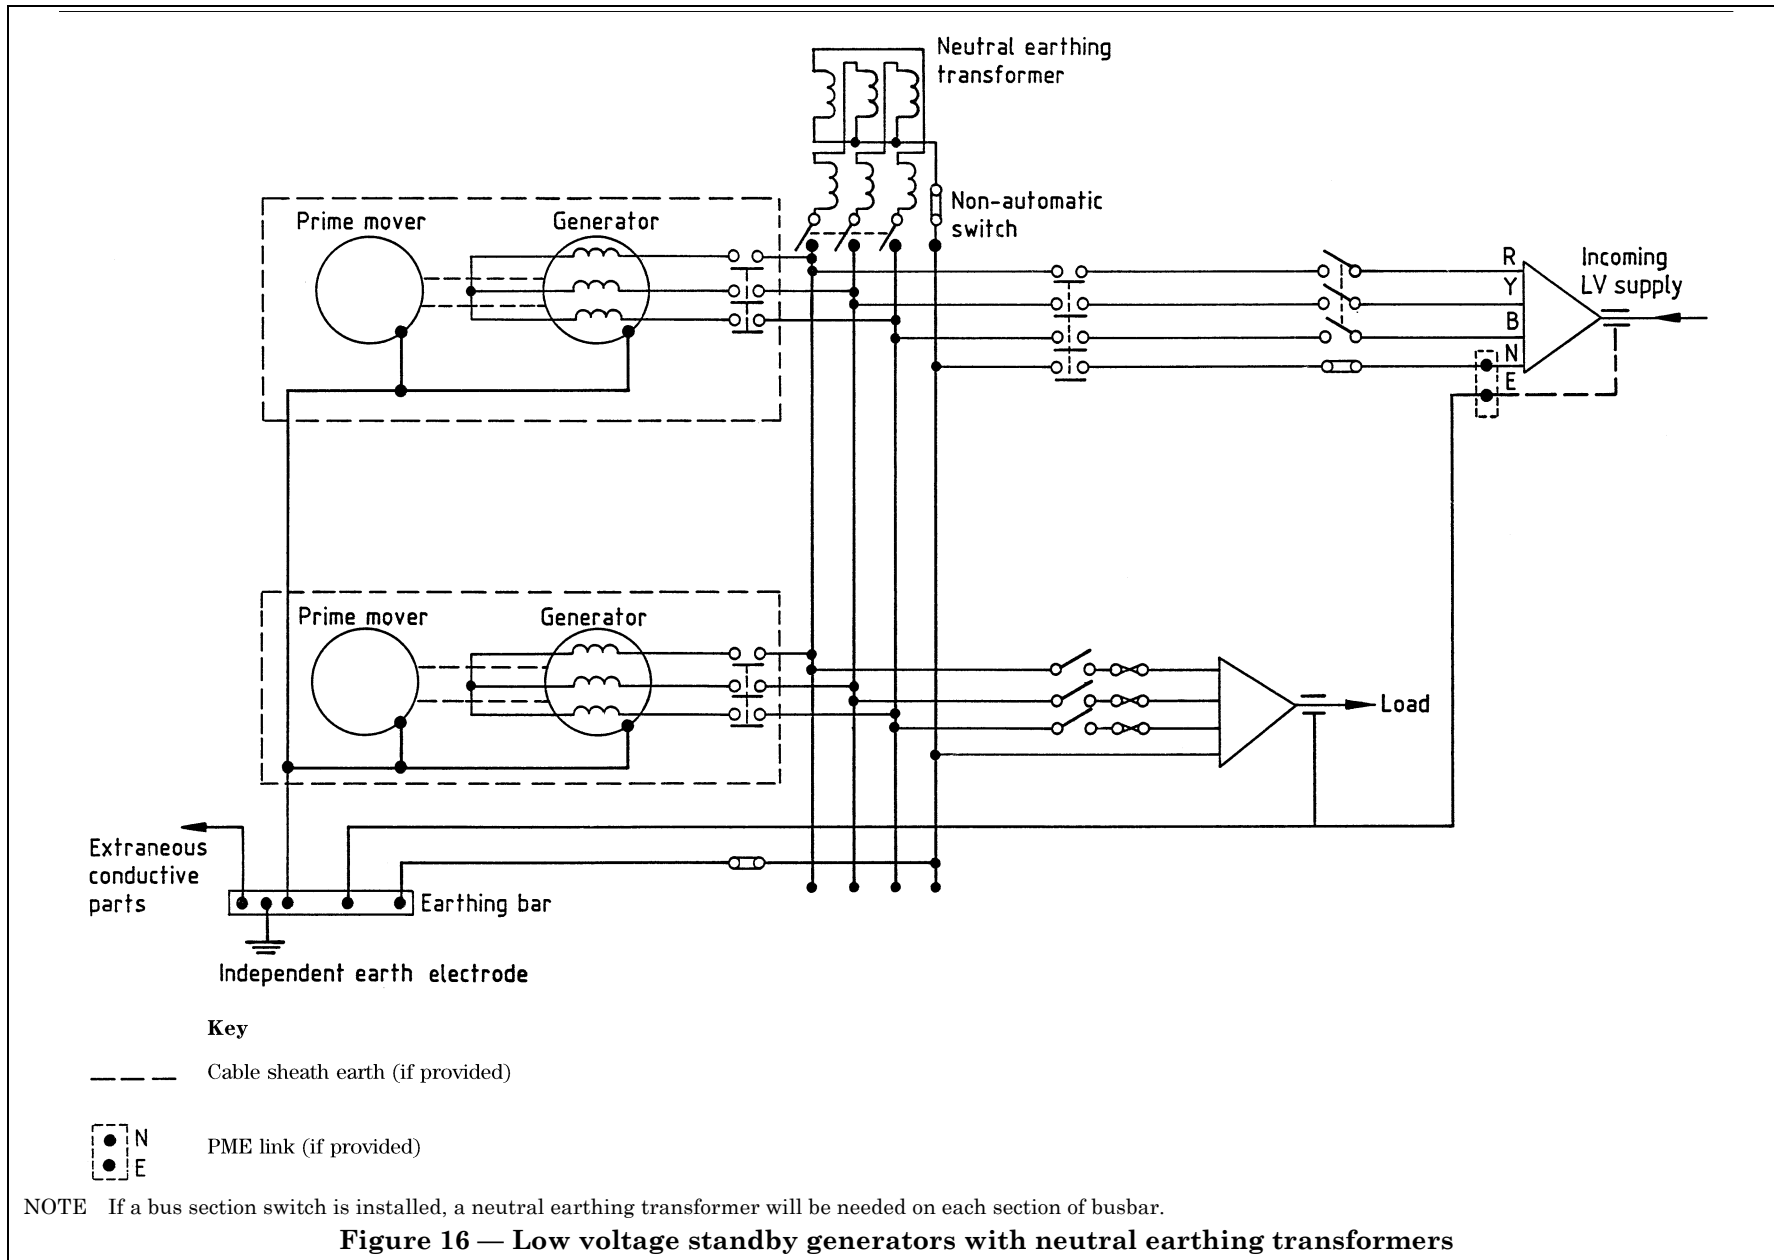 Neutral earthing
transformer
Non-automatic
switch
Prime mover
Generator
R
Y
B
N
E
Incoming
LV supply
Prime mover
Generator
Load
Extraneous
conductive
parts
Earthing bar
Independent earth electrode
Key
Cable sheath earth (if provided)
N
E
PME link (if provided)
NOTE If a bus section switch is installed, a neutral earthing transformer will be needed on each section of busbar.
Figure 16 — Low voltage standby generators with neutral earthing transformers